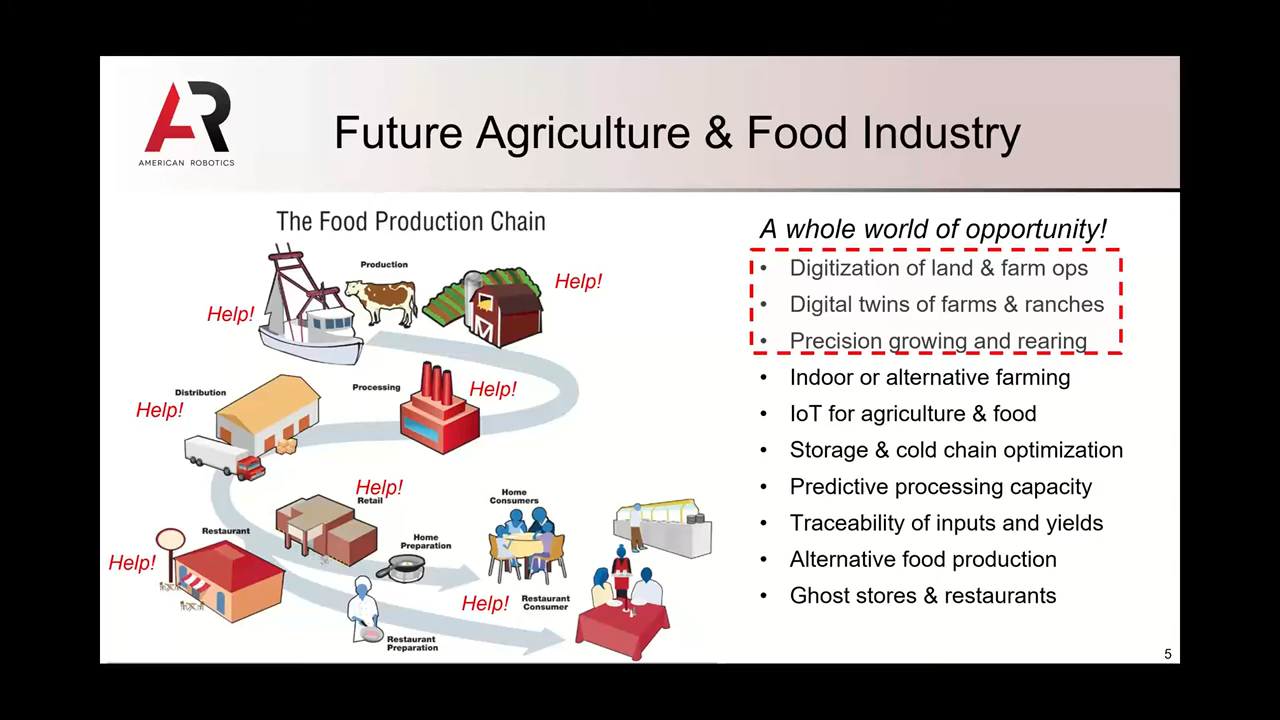 AMERICAN ROBOTICS
Future Agriculture & Food Industry
The Food Production Chain
Production
Help!
Help!
Distribution
Help!
Processing
Help!
Help!
Retail
Restaurant
Help!
Home
Preparation
Home
Consumers
Help!
Restaurant
Consumer
Restaurant
Preparation
A whole world of opportunity!
• Digitization of land & farm ops
• Digital twins of farms & ranches
• Precision growing and rearing
• Indoor or alternative farming
• IoT for agriculture & food
• Storage & cold chain optimization
• Predictive processing capacity
• Traceability of inputs and yields
• Alternative food production
• Ghost stores & restaurants
5